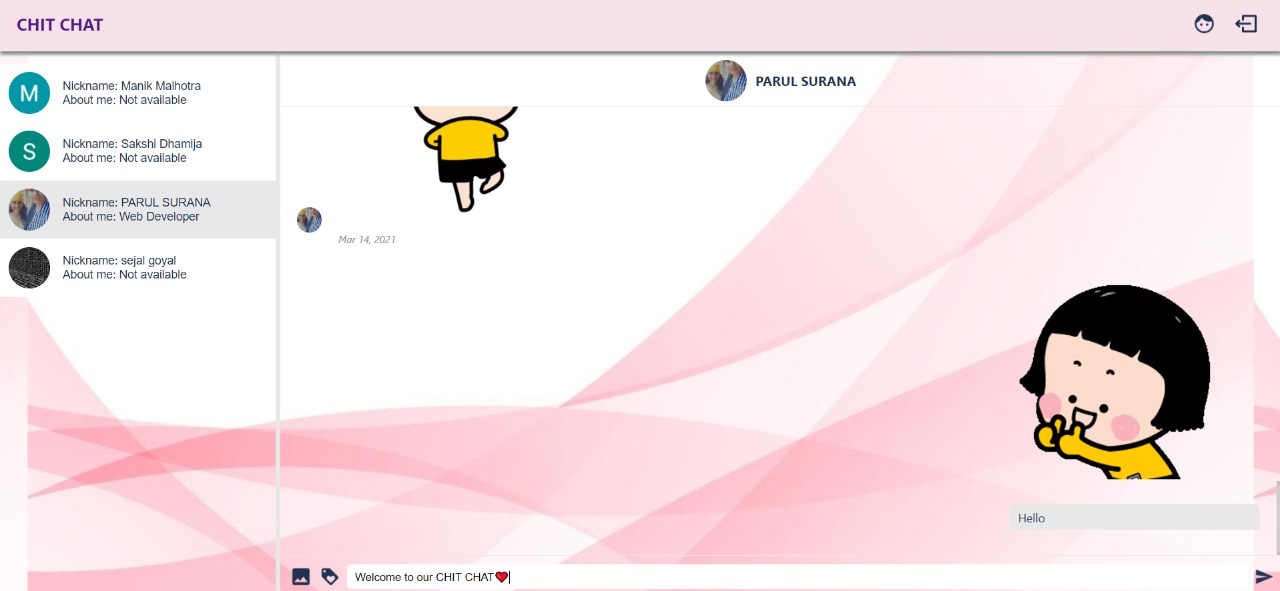 CHIT CHAT
Nickname: Manik Malhotra
About me: Not available
Nickname: Sakshi Dhamija
About me: Not available
Nickname: PARUL SURANA
About me: Web Developer
Nickname: sejal goyal
About me: Not available
PARUL SURANA
Mar 14, 2021
Hello
Welcome to our CHIT CHAT❤️
M
S